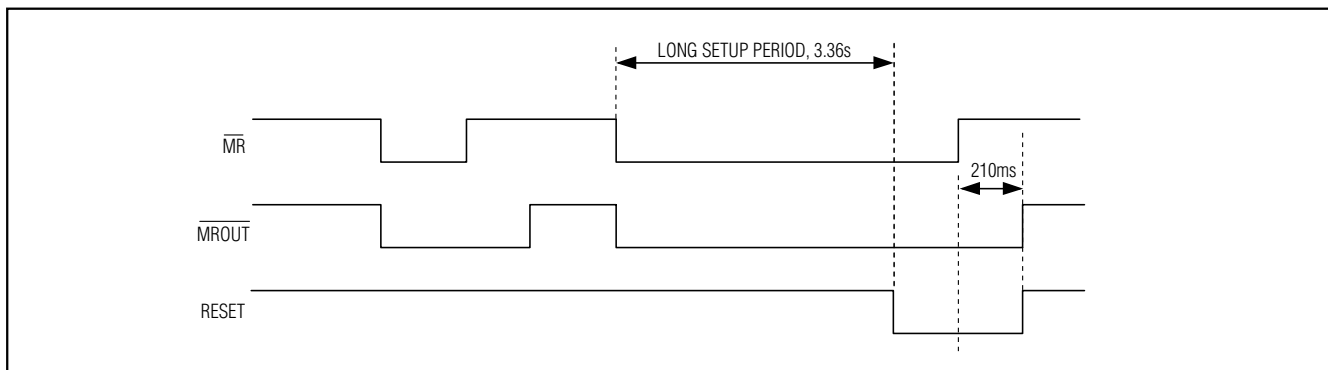 LONG SETUP PERIOD, 3.36s
MR
210ms
MROUT
RESET